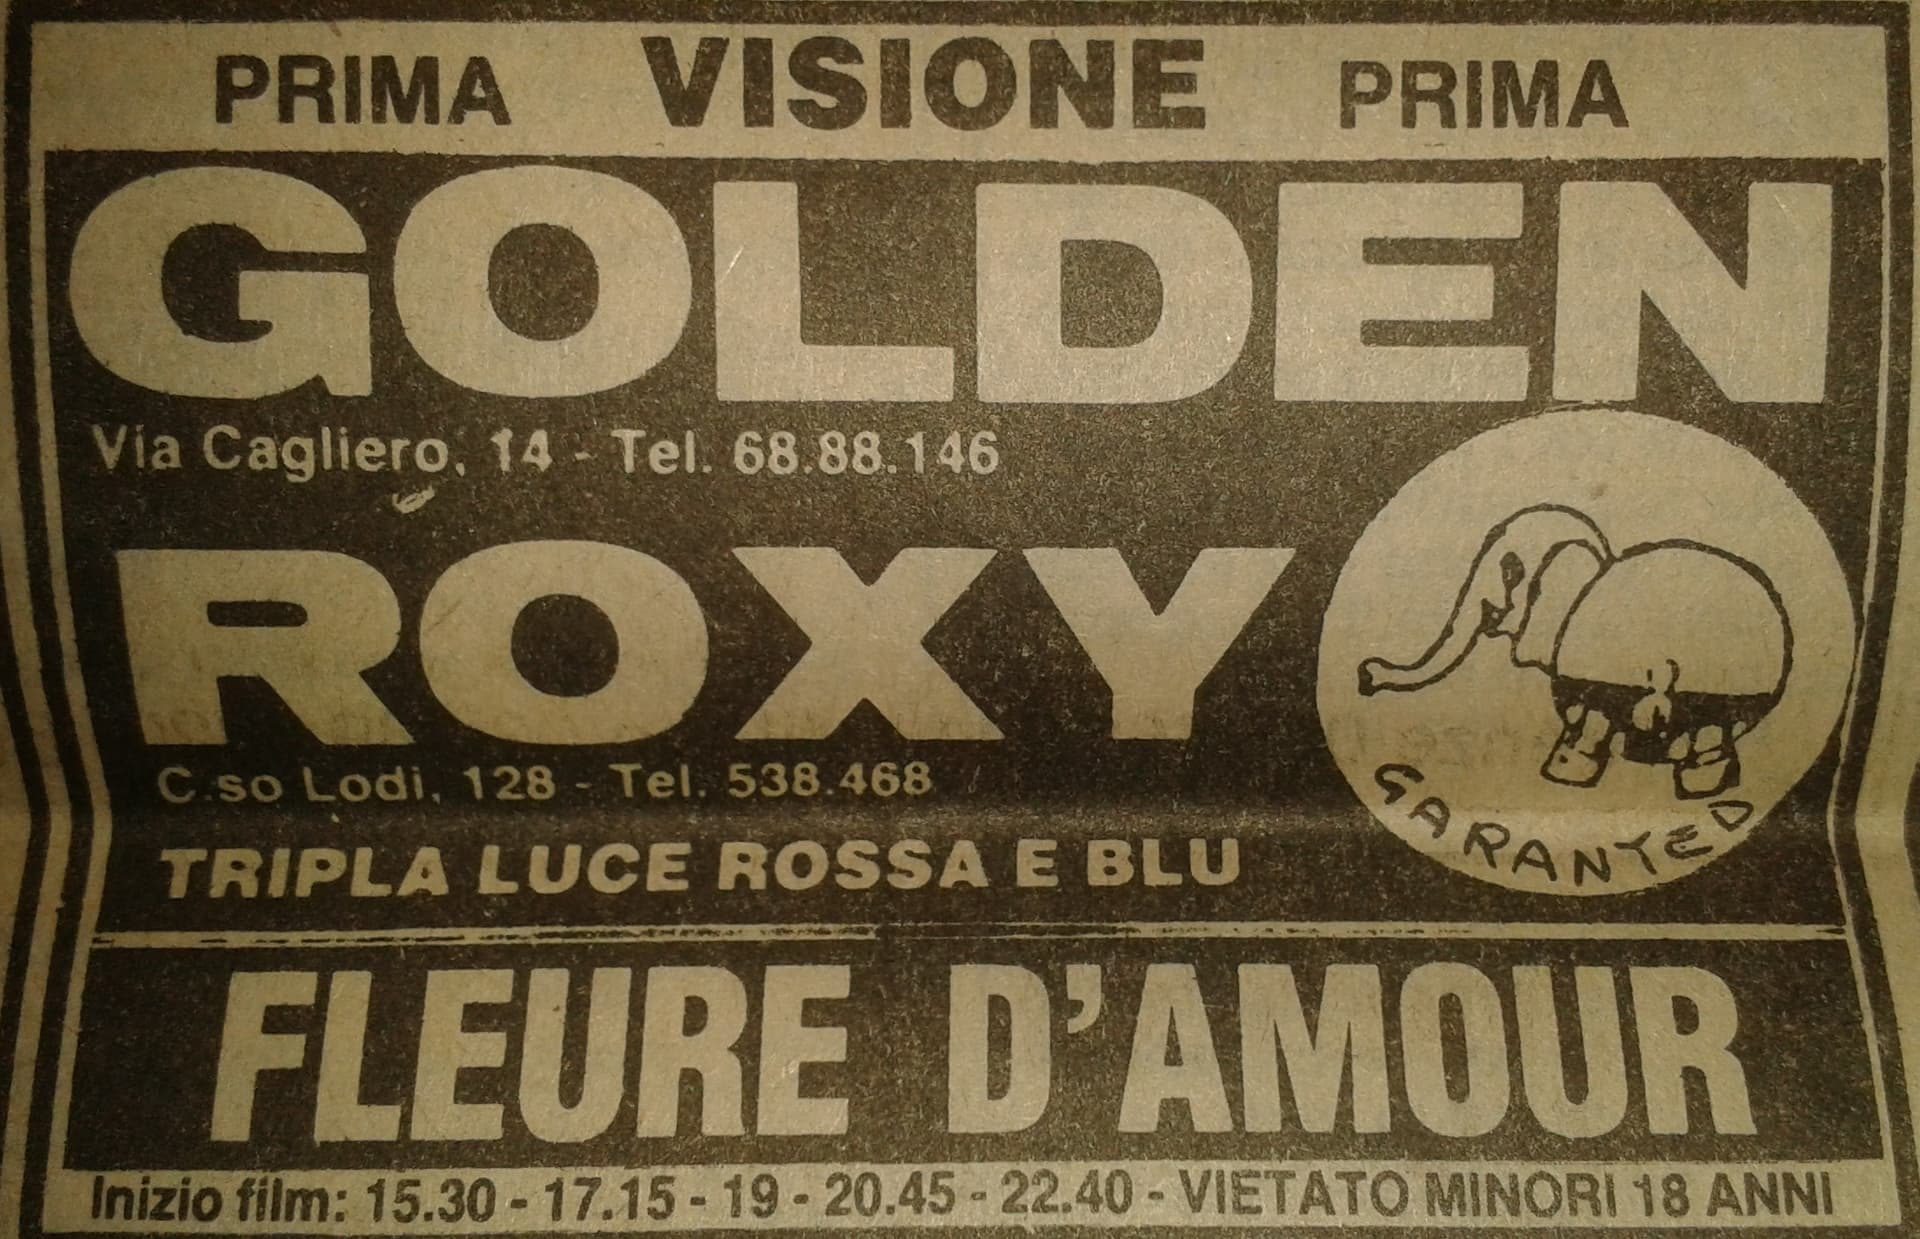 PRIMA VISIONE PRIMA
GOLDEN
Via Cagliero, 14 - Tel. 68.88.146
ROXY
C.so Lodi, 128 - Tel. 538.468
TRIPLA LUCE ROSSA E BLU
GARANTED
FLEURE D'AMOUR
Inizio film: 15.30 - 17.15 - 19 - 20.45 - 22.40 - VIETATO MINORI 18 ANNI